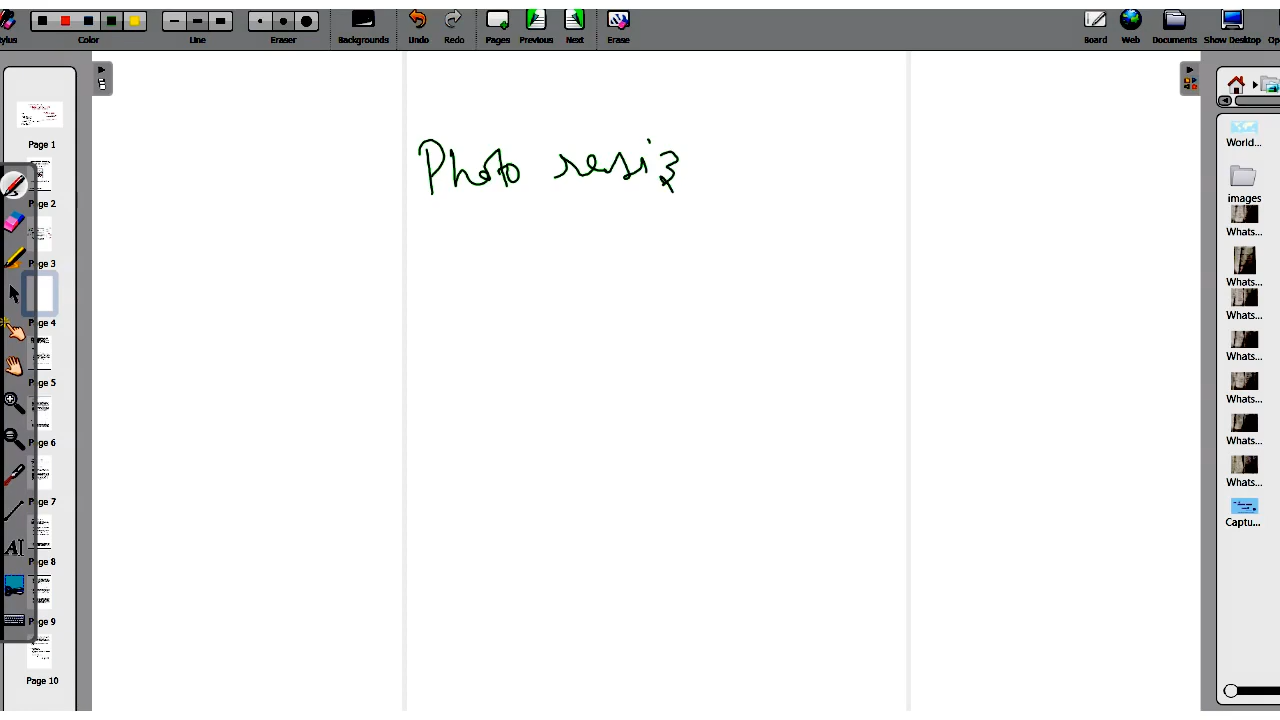 Stylus Color Line Eraser Backgrounds Undo Redo Pages Previous Next Erase Board Web Documents Show Desktop
Photo resiz
Page 1
Page 2
Page 3
Page 4
Page 5
Page 6
Page 7
Page 8
Page 9
Page 10
AI
World...
images
Whats...
Whats...
Whats...
Whats...
Whats...
Whats...
Whats...
Captu...